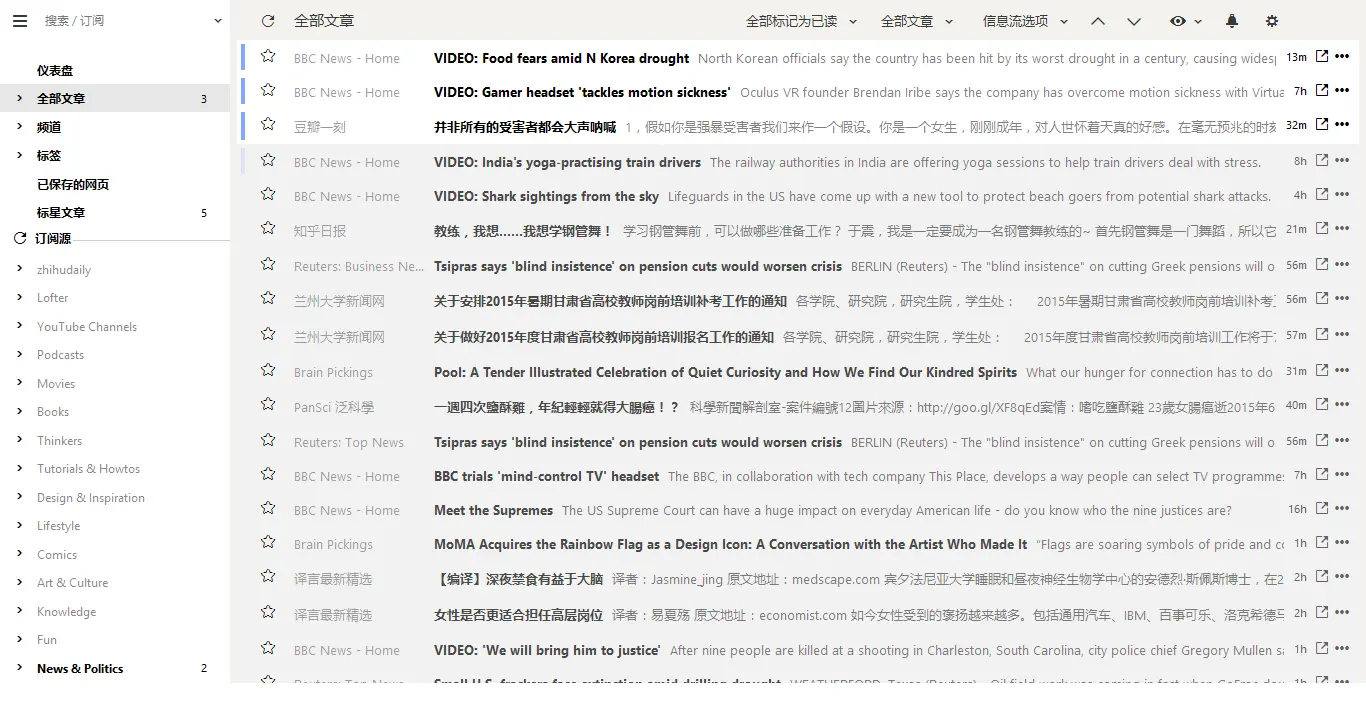 搜索 / 订阅
全部文章 全部标记为已读 全部文章 信息流选项
仪表盘
全部文章 3
频道
标签
已保存的网页
标星文章 5
订阅源
zhihudaily
Lofter
YouTube Channels
Podcasts
Movies
Books
Thinkers
Tutorials & Howtos
Design & Inspiration
Lifestyle
Comics
Art & Culture
Knowledge
Fun
News & Politics 2
BBC News - Home VIDEO: Food fears amid N Korea drought North Korean officials say the country has been hit by its worst drought in a century, causing widesp 13m
BBC News - Home VIDEO: Gamer headset 'tackles motion sickness' Oculus VR founder Brendan Iribe says the company has overcome motion sickness with Virtua 7h
豆瓣一刻 并非所有的受害者都会大声呐喊 1，假如你是强暴受害者我们来作一个假设。你是一个女生，刚刚成年，对人世怀着天真的好感。在毫无预兆的时刻 32m
BBC News - Home VIDEO: India's yoga-practising train drivers The railway authorities in India are offering yoga sessions to help train drivers deal with stress. 8h
BBC News - Home VIDEO: Shark sightings from the sky Lifeguards in the US have come up with a new tool to protect beach goers from potential shark attacks. 4h
知乎日报 教练，我想……我想学钢管舞！ 学习钢管舞前，可以做哪些准备工作？ 于震，我是一定要成为一名钢管舞教练的~ 首先钢管舞是一门舞蹈，所以它 21m
Reuters: Business Ne... Tsipras says 'blind insistence' on pension cuts would worsen crisis BERLIN (Reuters) - The "blind insistence" on cutting Greek pensions will o 56m
兰州大学新闻网 关于安排2015年暑期甘肃省高校教师岗前培训补考工作的通知 各学院、研究院，研究生院，学生处： 2015年暑期甘肃省高校教师岗前培训补考 56m
兰州大学新闻网 关于做好2015年度甘肃省高校教师岗前培训报名工作的通知 各学院、研究院，研究生院，学生处： 2015年度甘肃省高校教师岗前培训工作将于 57m
Brain Pickings Pool: A Tender Illustrated Celebration of Quiet Curiosity and How We Find Our Kindred Spirits What our hunger for connection has to do 31m
PanSci 泛科學 一週四次鹽酥雞，年紀輕輕就得大腸癌！？ 科學新聞解剖室-案件編號12圖片來源：http://goo.gl/XF8qEd案情：嗜吃鹽酥雞 23歲女腸癌逝2015年6 40m
Reuters: Top News Tsipras says 'blind insistence' on pension cuts would worsen crisis BERLIN (Reuters) - The "blind insistence" on cutting Greek pensions will o 56m
BBC News - Home BBC trials 'mind-control TV' headset The BBC, in collaboration with tech company This Place, develops a way people can select TV programme 7h
BBC News - Home Meet the Supremes The US Supreme Court can have a huge impact on everyday American life - do you know who the nine justices are? 16h
Brain Pickings MoMA Acquires the Rainbow Flag as a Design Icon: A Conversation with the Artist Who Made It “Flags are soaring symbols of pride and co 1h
译言最新精选 【编译】深夜禁食有益于大脑 译者：Jasmine_jing 原文地址：medscape.com 宾夕法尼亚大学睡眠和昼夜神经生物学中心的安德烈·斯佩斯博士，在2 2h
译言最新精选 女性是否更适合担任高层岗位 译者：易夏殇 原文地址：economist.com 如今女性受到的褒扬越来越多。包括通用汽车、IBM、百事可乐、洛克希德马 2h
BBC News - Home VIDEO: 'We will bring him to justice' After nine people are killed at a shooting in Charleston, South Carolina, city police chief Gregory Mullen sa 1h
Reuters: Top News Small U.S. frackers face extinction amid drilling drought WEATHERFORD, Texas (Reuters) - Oil field work was coming in fast when GoFrac 1h